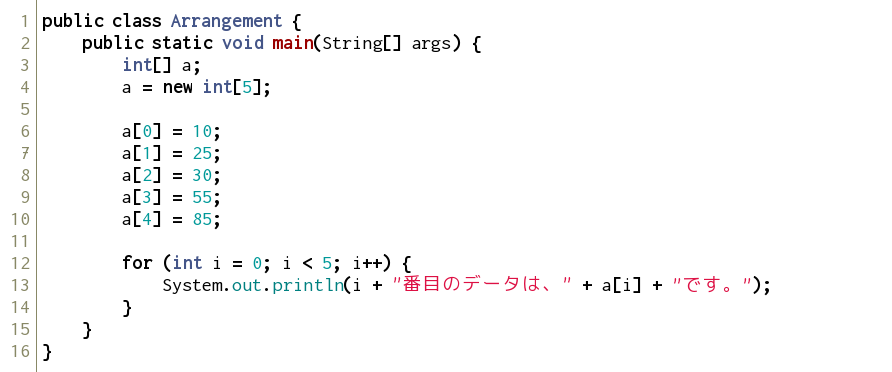 1 public class Arrangement {
2     public static void main(String[] args) {
3         int[] a;
4         a = new int[5];
5
6         a[0] = 10;
7         a[1] = 25;
8         a[2] = 30;
9         a[3] = 55;
10         a[4] = 85;
11
12         for (int i = 0; i < 5; i++) {
13             System.out.println(i + "番目のデータは、" + a[i] + "です。");
14         }
15     }
16 }